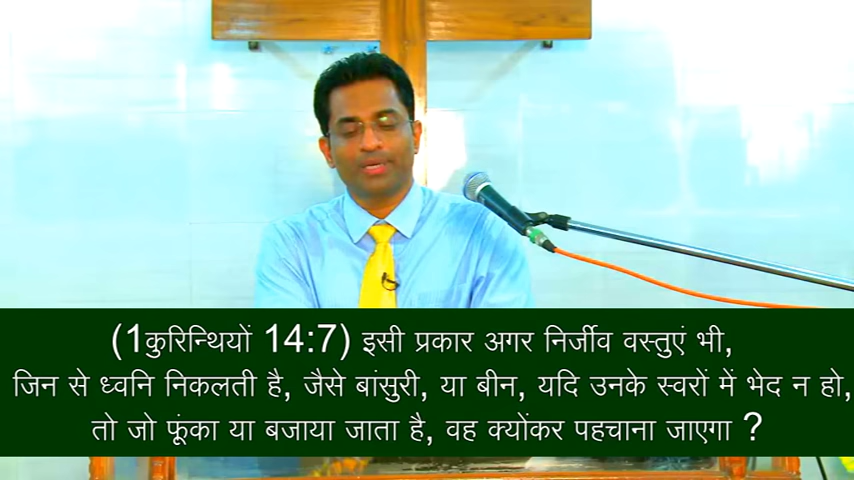 (1कुरिन्थियों 14:7) इसी प्रकार अगर निर्जीव वस्तुएं भी,
जिन से ध्वनि निकलती है, जैसे बांसुरी, या बीन, यदि उनके स्वरों में भेद न हो,
तो जो फूंका या बजाया जाता है, वह क्योंकर पहचाना जाएगा ?